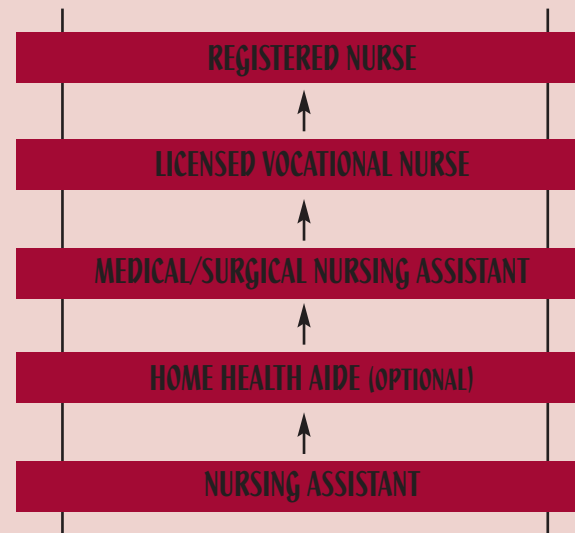 REGISTERED NURSE
LICENSED VOCATIONAL NURSE
MEDICAL/SURGICAL NURSING ASSISTANT
HOME HEALTH AIDE (OPTIONAL)
NURSING ASSISTANT